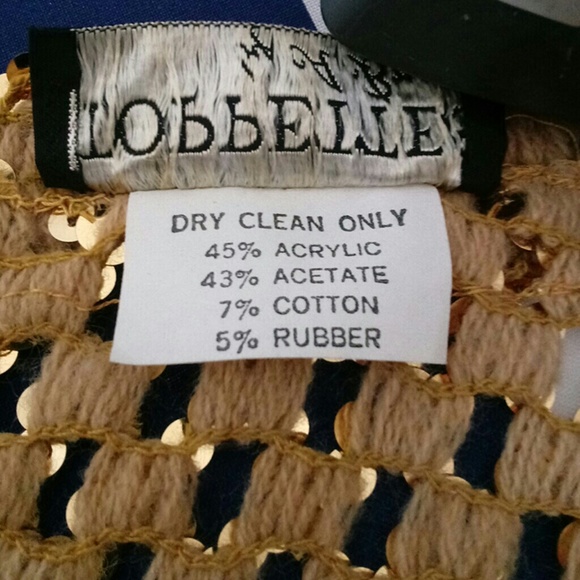 DRY CLEAN ONLY
45% ACRYLIC
43% ACETATE
7% COTTON
5% RUBBER